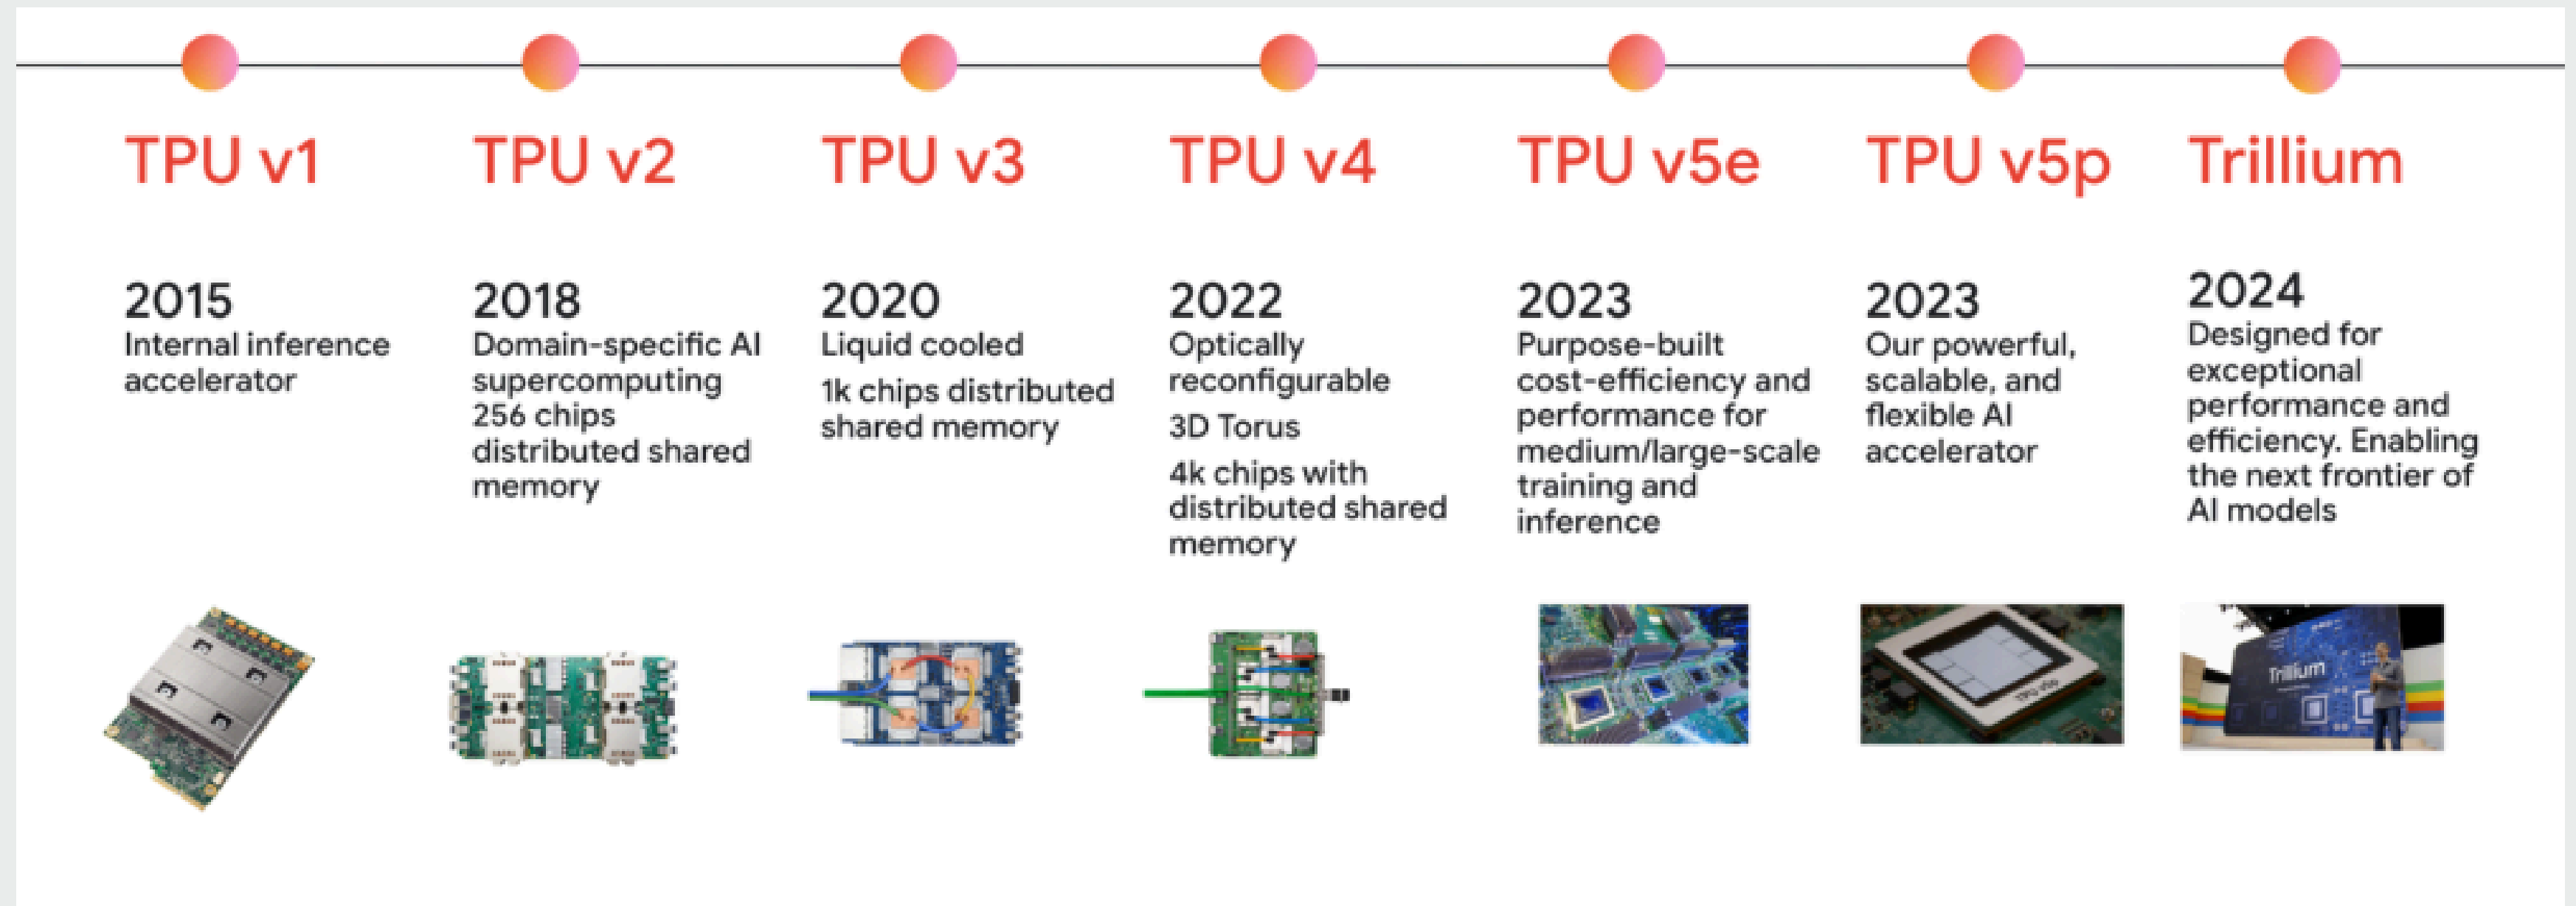 TPU v1
TPU v2
TPU v3
TPU v4
TPU v5e
TPU v5p
Trillium
2015
Internal inference
accelerator
2018
Domain-specific AI
supercomputing
256 chips
distributed shared
memory
2020
Liquid cooled
1k chips distributed
shared memory
2022
Optically
reconfigurable
3D Torus
4k chips with
distributed shared
memory
2023
Purpose-built
cost-efficiency and
performance for
medium/large-scale
training and
inference
2023
Our powerful,
scalable, and
flexible AI
accelerator
2024
Designed for
exceptional
performance and
efficiency. Enabling
the next frontier of
AI models
TPU v5p
Trillium